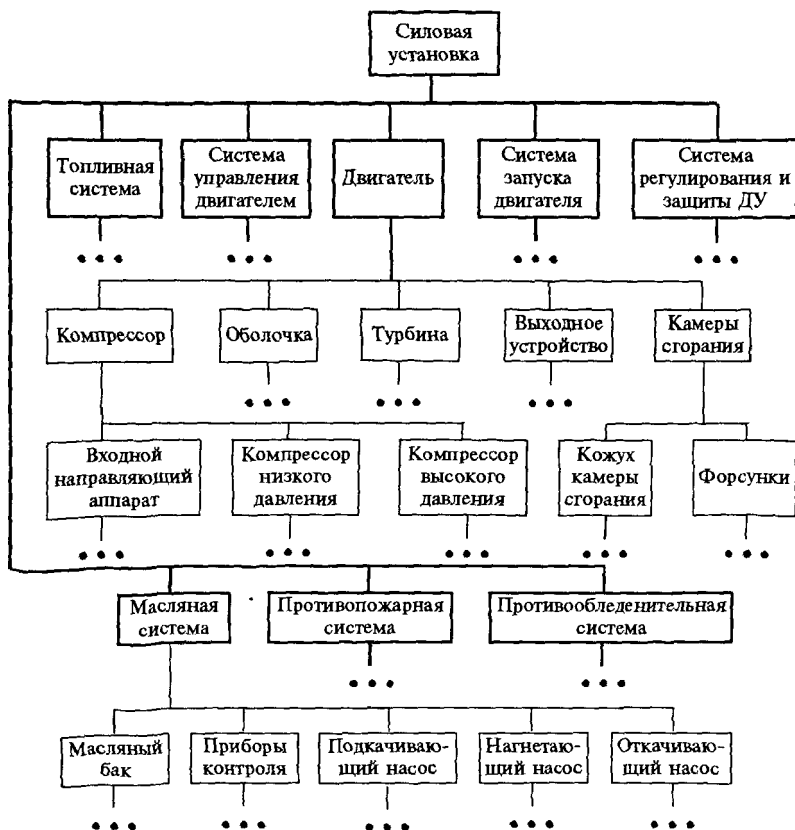 Силовая
установка
Топливная
система
Система
управления
двигателем
Двигатель
Система
запуска
двигателя
Система
регулирования и
защиты ДУ
Компрессор
Оболочка
Турбина
Выходное
устройство
Камеры
сгорания
Входной
направляющий
аппарат
Компрессор
низкого
давления
Компрессор
высокого
давления
Кожух
камеры
сгорания
Форсунки
Масляная
система
Противопожарная
система
Противообледенительная
система
Масляный
бак
Приборы
контроля
Подкачиваю-
щий насос
Нагнетаю-
щий насос
Откачиваю-
щий насос